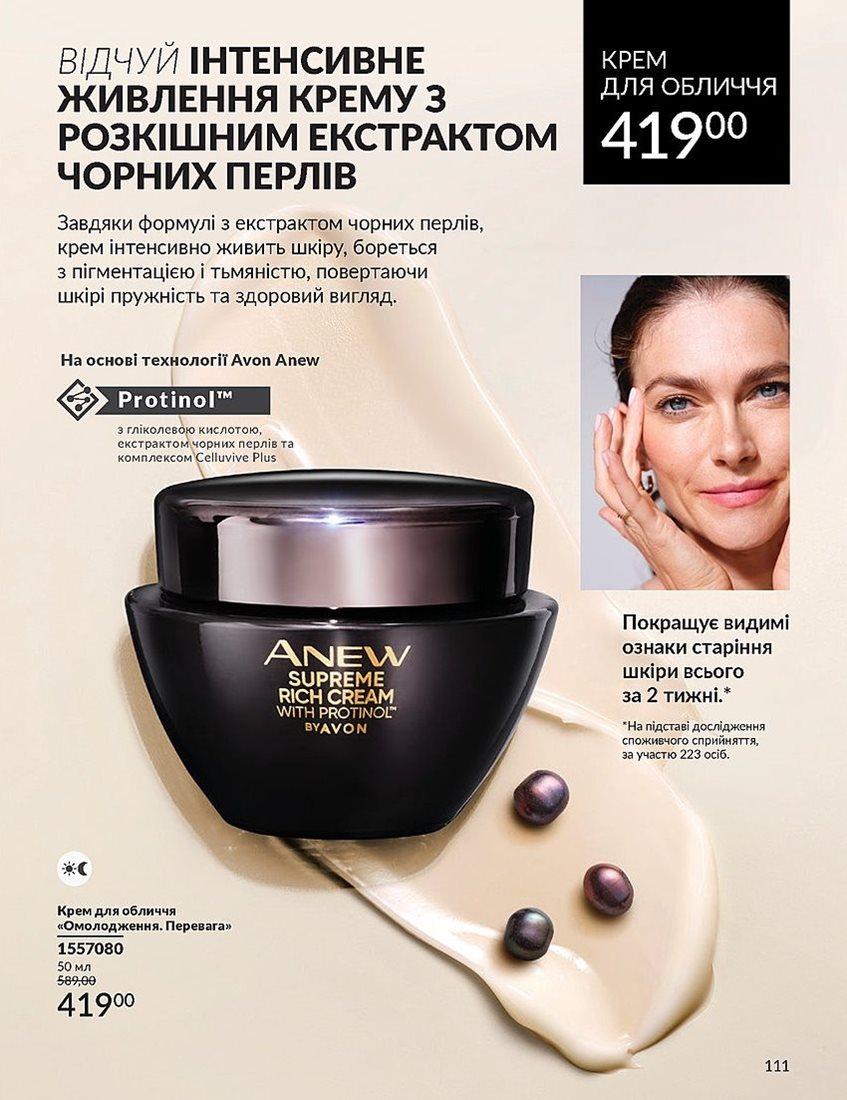 ВІДЧУЙ ІНТЕНСИВНЕ
ЖИВЛЕННЯ КРЕМУ З
РОЗКІШНИМ ЕКСТРАКТОМ
ЧОРНИХ ПЕРЛІВ
КРЕМ
ДЛЯ ОБЛИЧЧЯ
41900
Завдяки формулі з екстрактом чорних перлів,
крем інтенсивно живить шкіру, бореться
з пігментацією і тьмяністю, повертаючи
шкірі пружність та здоровий вигляд.
На основі технології Avon Anew
Protinol™
з гліколевою кислотою,
екстрактом чорних перлів та
комплексом Celluvive Plus
ANEW
SUPREME
RICH CREAM
WITH PROTINOL™
BY AVON
Покращує видимі
ознаки старіння
шкіри всього
за 2 тижні.*
*На підставі дослідження
споживчого сприйняття,
за участю 223 осіб.
Крем для обличчя
«Омолодження. Перевага»
1557080
50 мл
589,00
41900
111